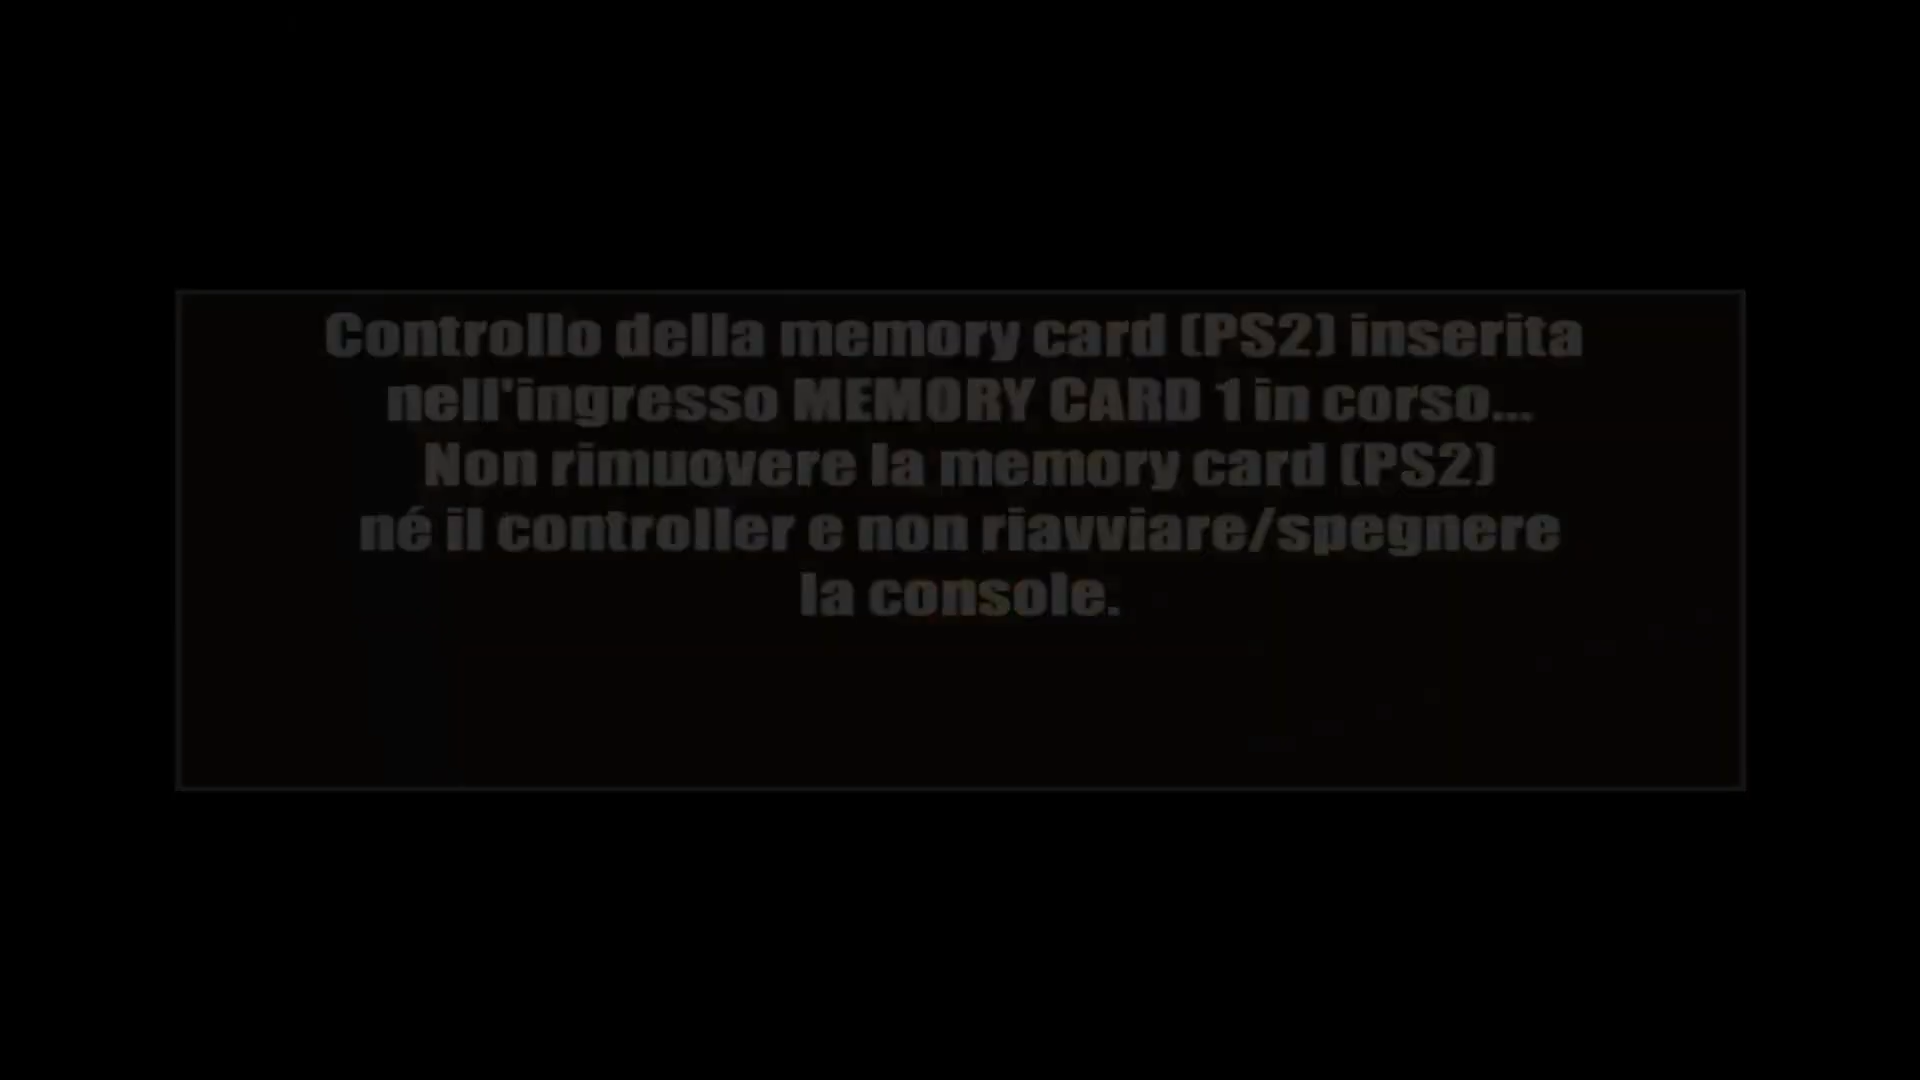 Controllo della memory card (PS2) inserita
nell'ingresso MEMORY CARD 1 in corso...
Non rimuovere la memory card (PS2)
né il controller e non riavviare/spegnere
la console.